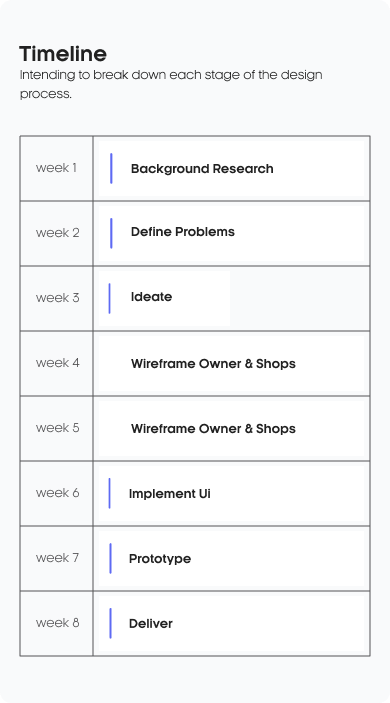 Timeline
Intending to break down each stage of the design
process.
week 1 Background Research
week 2 Define Problems
week 3 Ideate
week 4 Wireframe Owner & Shops
week 5 Wireframe Owner & Shops
week 6 Implement Ui
week 7 Prototype
week 8 Deliver